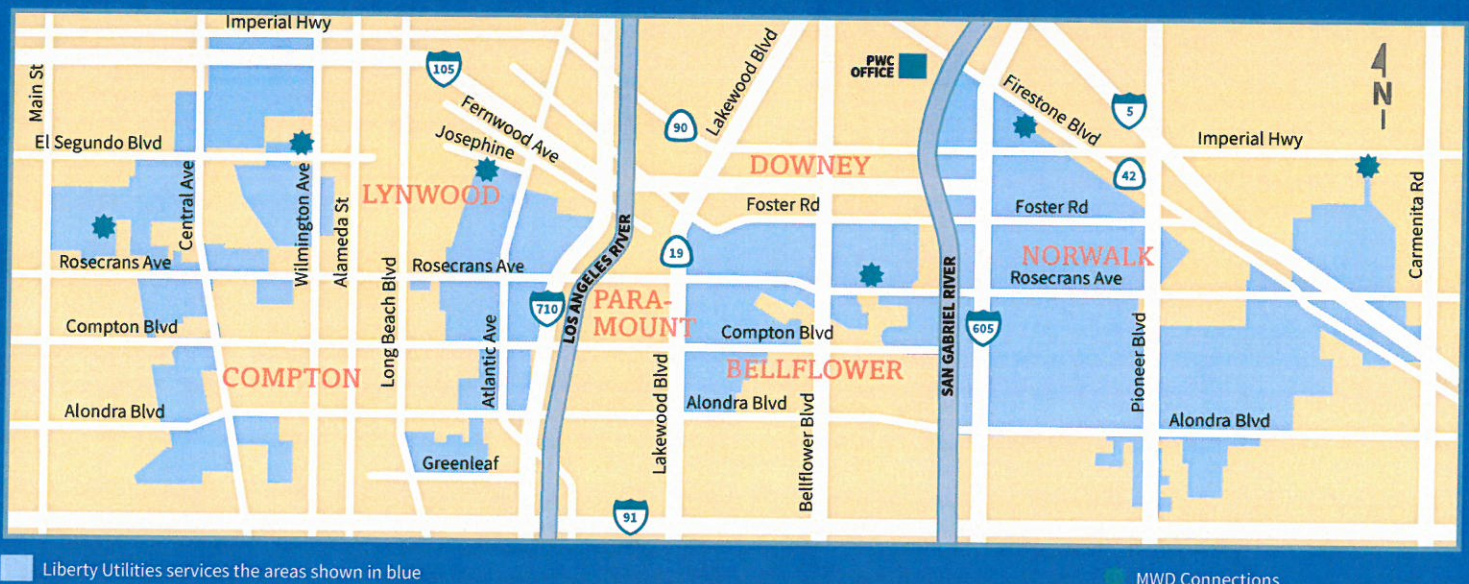 Imperial Hwy
Main St
105
Lakewood Blvd
PWC
OFFICE
N
Fernwood Ave
Josephine
90
Firestone Blvd
5
El Segundo Blvd
Imperial Hwy
Central Ave
Wilmington Ave
Alameda St
LYNWOOD
DOWNEY
42
Foster Rd
Foster Rd
Carmenita Rd
Rosecrans Ave
Long Beach Blvd
Rosecrans Ave
LOS ANGELES RIVER
19
SAN GABRIEL RIVER
NORWALK
Rosecrans Ave
710
PARA-
MOUNT
Compton Blvd
Atlantic Ave
Compton Blvd
605
Pioneer Blvd
COMPTON
Lakewood Blvd
BELLFLOWER
Bellflower Blvd
Alondra Blvd
Alondra Blvd
Alondra Blvd
Greenleaf
91
Liberty Utilities services the areas shown in blue
MWD Connections